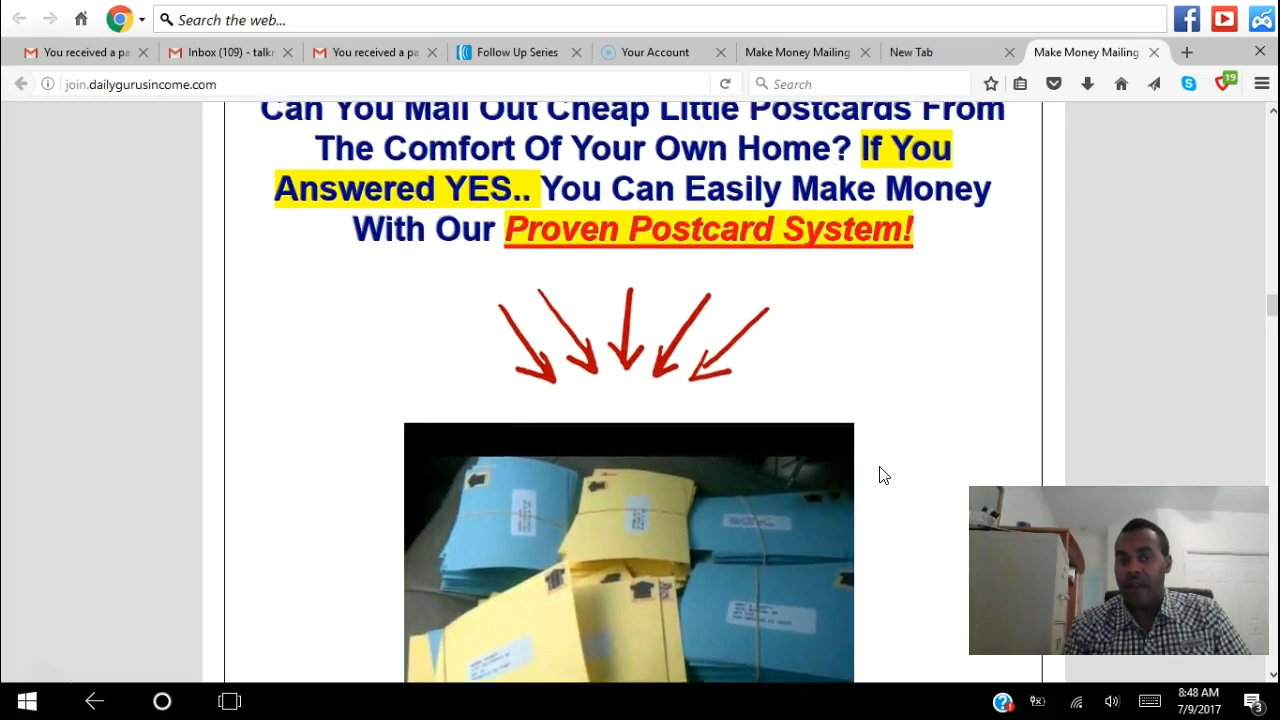 Search the web...
You received a pa
Inbox (109) - talkr
You received a pa
Follow Up Series
Your Account
Make Money Mailing
New Tab
Make Money Mailing
join.dailygurusincome.com
Search
19
Can You Mail Out Cheap Little Postcards From
The Comfort Of Your Own Home? If You
Answered YES.. You Can Easily Make Money
With Our Proven Postcard System!
8:48 AM
7/9/2017
3